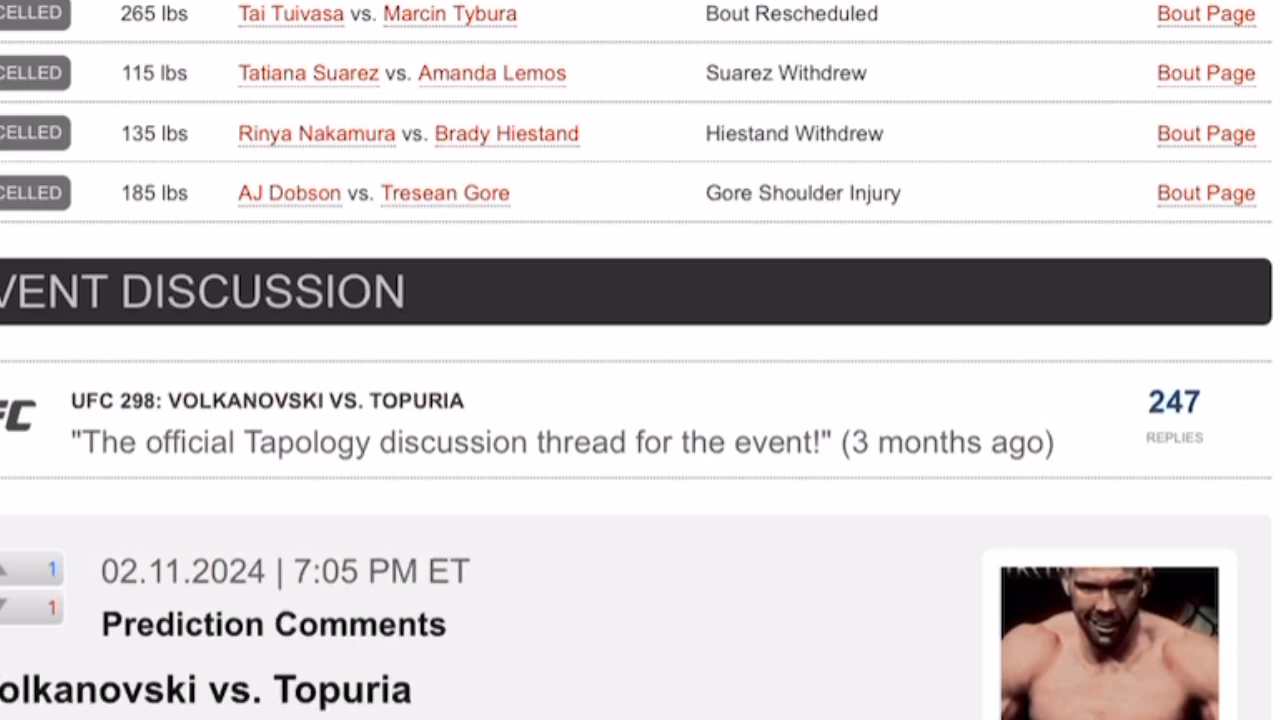 CELLED 265 lbs Tai Tuivasa vs. Marcin Tybura Bout Rescheduled Bout Page
CELLED 115 lbs Tatiana Suarez vs. Amanda Lemos Suarez Withdrew Bout Page
CELLED 135 lbs Rinya Nakamura vs. Brady Hiestand Hiestand Withdrew Bout Page
CELLED 185 lbs AJ Dobson vs. Tresean Gore Gore Shoulder Injury Bout Page
VENT DISCUSSION
UFC 298: VOLKANOVSKI VS. TOPURIA 247
FC "The official Tapology discussion thread for the event!" (3 months ago) REPLIES
1 02.11.2024 | 7:05 PM ET
1 Prediction Comments
olkanovski vs. Topuria